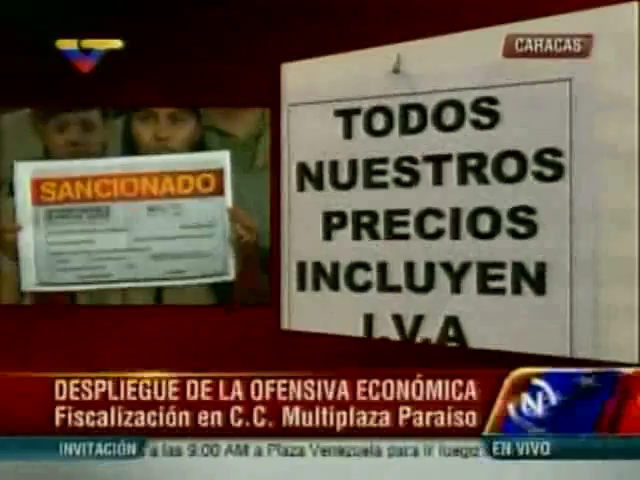 CARACAS
SANCIONADO
TODOS
NUESTROS
PRECIOS
INCLUYEN
I.V.A
DESPLIEGUE DE LA OFENSIVA ECONÓMICA
Fiscalización en C.C. Multiplaza Paraiso
INVITACIÓN a las 9:00 AM a Plaza Venezuela para ir luego EN VIVO